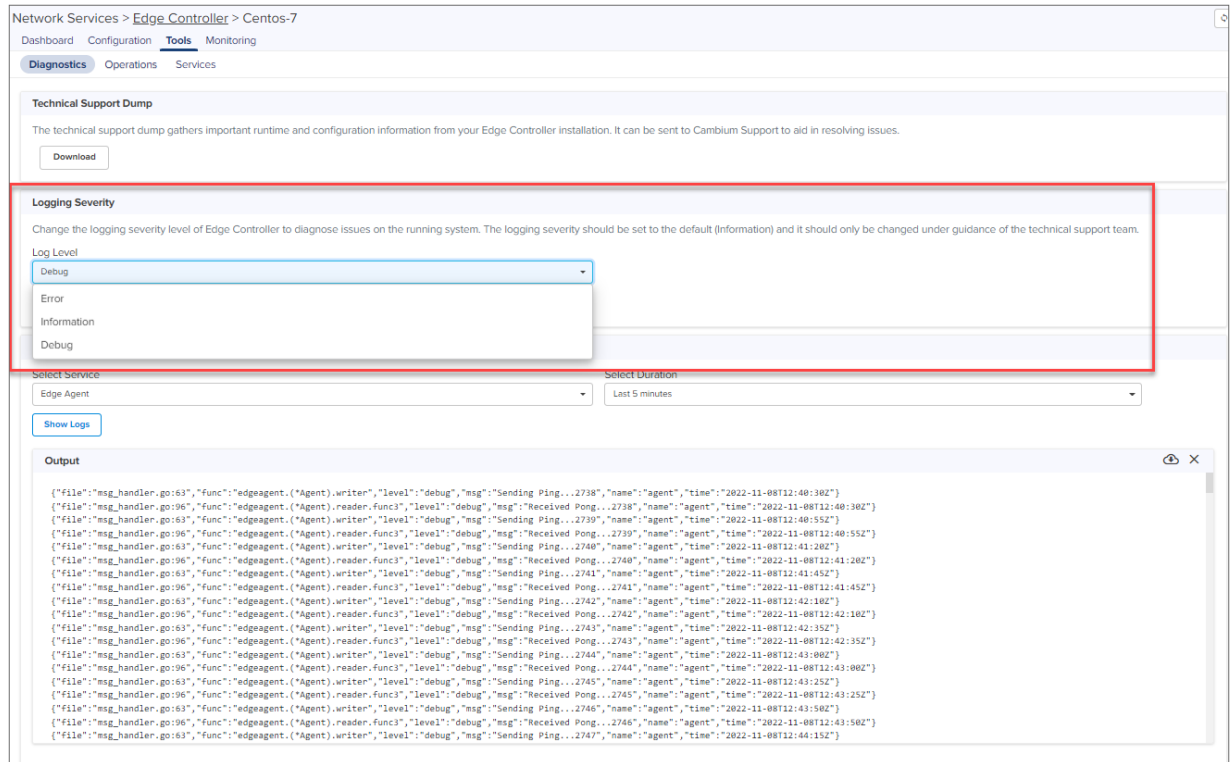 Network Services > Edge Controller > Centos-7
Dashboard Configuration Tools Monitoring
Diagnostics Operations Services
Technical Support Dump
The technical support dump gathers important runtime and configuration information from your Edge Controller installation. It can be sent to Cambium Support to aid in resolving issues.
Download
Logging Severity
Change the logging severity level of Edge Controller to diagnose issues on the running system. The logging severity should be set to the default (Information) and it should only be changed under guidance of the technical support team.
Log Level
Debug
Error
Information
Debug
Select Service Select Duration
Edge Agent Last 5 minutes
Show Logs
Output
{"file":"msg_handler.go:63","func":"edgeagent.(*Agent).writer","level":"debug","msg":"Sending Ping...2738","name":"agent","time":"2022-11-08T12:40:30Z"}
{"file":"msg_handler.go:96","func":"edgeagent.(*Agent).reader.func3","level":"debug","msg":"Received Pong...2738","name":"agent","time":"2022-11-08T12:40:30Z"}
{"file":"msg_handler.go:63","func":"edgeagent.(*Agent).writer","level":"debug","msg":"Sending Ping...2739","name":"agent","time":"2022-11-08T12:40:55Z"}
{"file":"msg_handler.go:96","func":"edgeagent.(*Agent).reader.func3","level":"debug","msg":"Received Pong...2739","name":"agent","time":"2022-11-08T12:40:55Z"}
{"file":"msg_handler.go:63","func":"edgeagent.(*Agent).writer","level":"debug","msg":"Sending Ping...2740","name":"agent","time":"2022-11-08T12:41:20Z"}
{"file":"msg_handler.go:96","func":"edgeagent.(*Agent).reader.func3","level":"debug","msg":"Received Pong...2740","name":"agent","time":"2022-11-08T12:41:20Z"}
{"file":"msg_handler.go:63","func":"edgeagent.(*Agent).writer","level":"debug","msg":"Sending Ping...2741","name":"agent","time":"2022-11-08T12:41:45Z"}
{"file":"msg_handler.go:96","func":"edgeagent.(*Agent).reader.func3","level":"debug","msg":"Received Pong...2741","name":"agent","time":"2022-11-08T12:41:45Z"}
{"file":"msg_handler.go:63","func":"edgeagent.(*Agent).writer","level":"debug","msg":"Sending Ping...2742","name":"agent","time":"2022-11-08T12:42:10Z"}
{"file":"msg_handler.go:96","func":"edgeagent.(*Agent).reader.func3","level":"debug","msg":"Received Pong...2742","name":"agent","time":"2022-11-08T12:42:10Z"}
{"file":"msg_handler.go:63","func":"edgeagent.(*Agent).writer","level":"debug","msg":"Sending Ping...2743","name":"agent","time":"2022-11-08T12:42:35Z"}
{"file":"msg_handler.go:96","func":"edgeagent.(*Agent).reader.func3","level":"debug","msg":"Received Pong...2743","name":"agent","time":"2022-11-08T12:42:35Z"}
{"file":"msg_handler.go:63","func":"edgeagent.(*Agent).writer","level":"debug","msg":"Sending Ping...2744","name":"agent","time":"2022-11-08T12:43:00Z"}
{"file":"msg_handler.go:96","func":"edgeagent.(*Agent).reader.func3","level":"debug","msg":"Received Pong...2744","name":"agent","time":"2022-11-08T12:43:00Z"}
{"file":"msg_handler.go:63","func":"edgeagent.(*Agent).writer","level":"debug","msg":"Sending Ping...2745","name":"agent","time":"2022-11-08T12:43:25Z"}
{"file":"msg_handler.go:96","func":"edgeagent.(*Agent).reader.func3","level":"debug","msg":"Received Pong...2745","name":"agent","time":"2022-11-08T12:43:25Z"}
{"file":"msg_handler.go:63","func":"edgeagent.(*Agent).writer","level":"debug","msg":"Sending Ping...2746","name":"agent","time":"2022-11-08T12:43:50Z"}
{"file":"msg_handler.go:96","func":"edgeagent.(*Agent).reader.func3","level":"debug","msg":"Received Pong...2746","name":"agent","time":"2022-11-08T12:43:50Z"}
{"file":"msg_handler.go:63","func":"edgeagent.(*Agent).writer","level":"debug","msg":"Sending Ping...2747","name":"agent","time":"2022-11-08T12:44:15Z"}